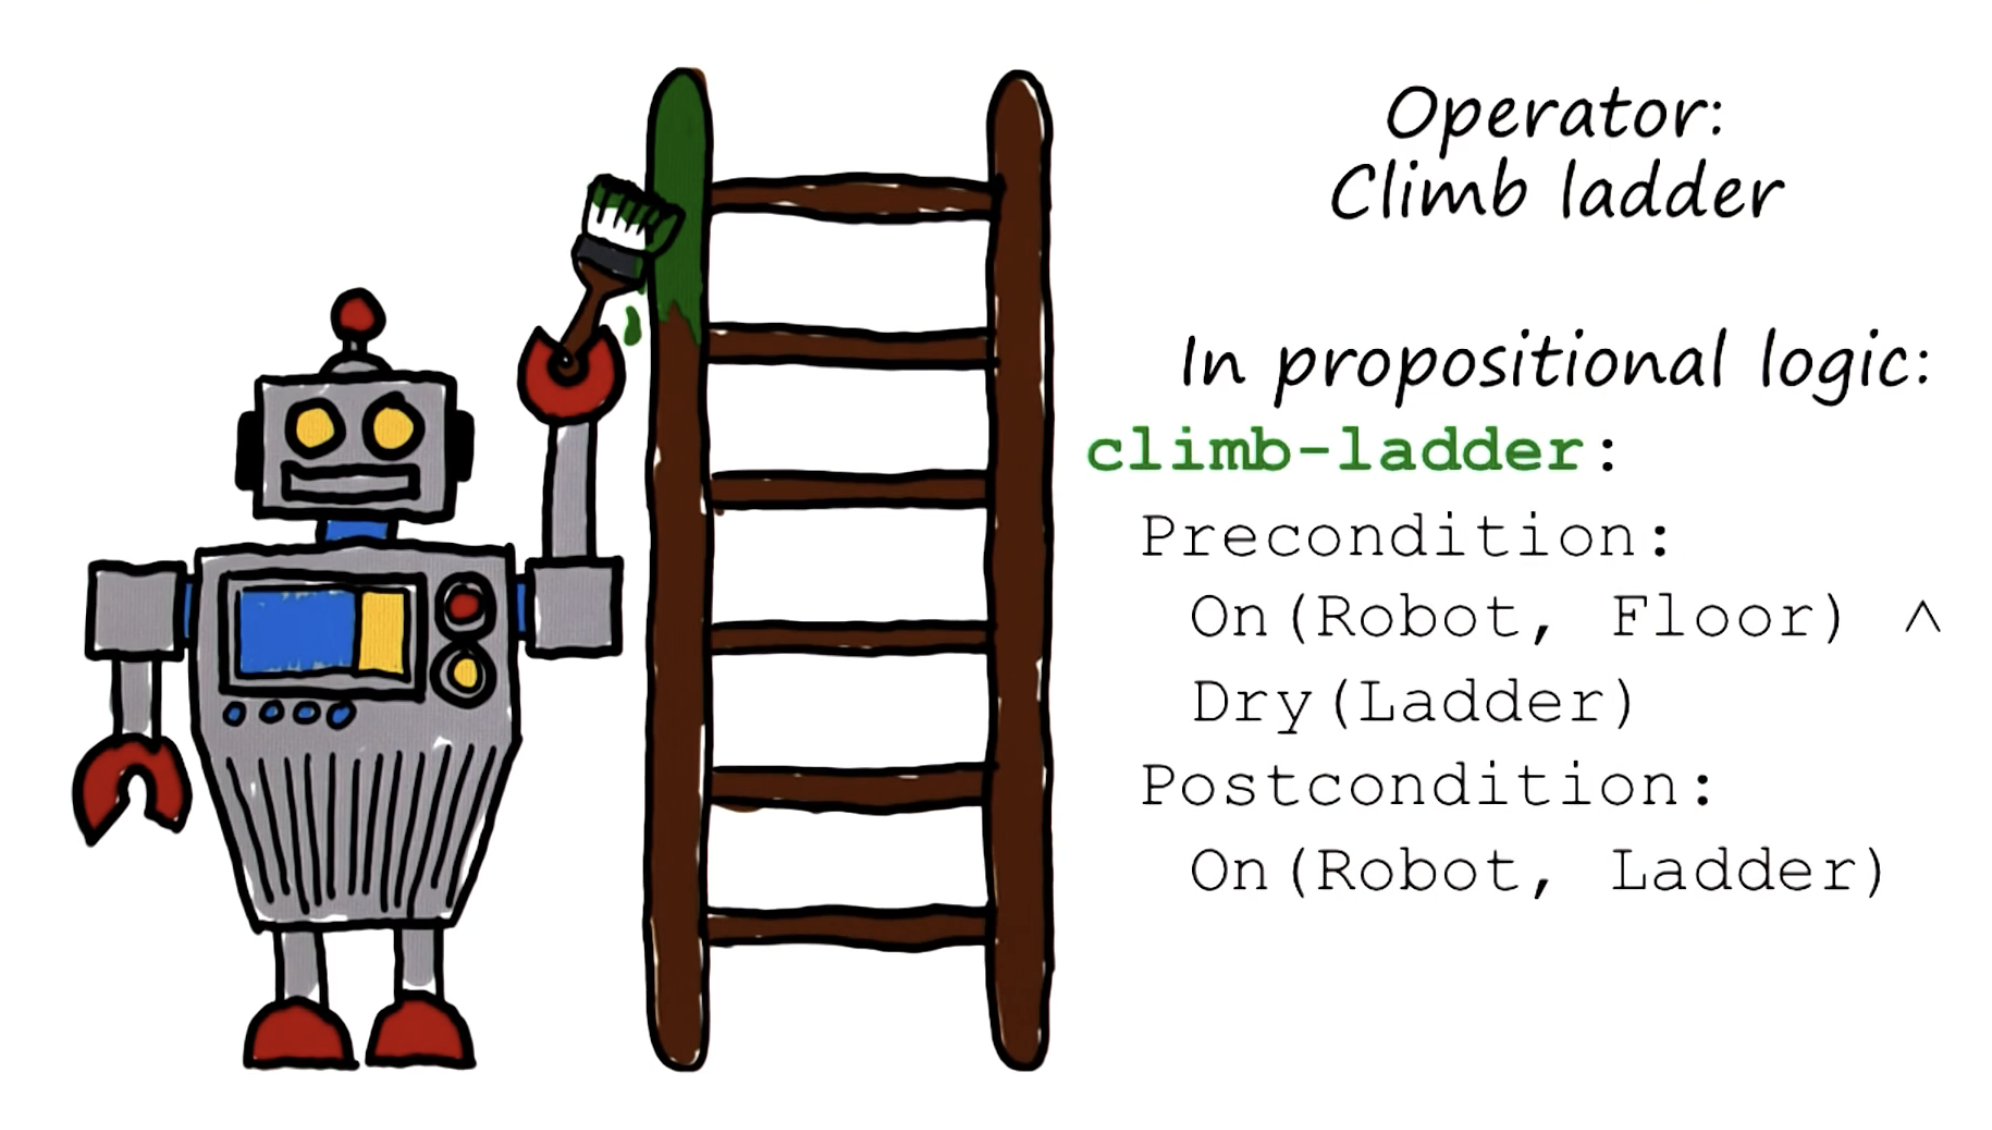 Operator:
Climb ladder
In propositional logic:
climb-ladder:
Precondition:
On(Robot, Floor) ^
Dry(Ladder)
Postcondition:
On(Robot, Ladder)